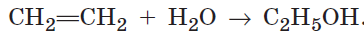 CH₂=CH₂ + H₂O → C₂H₅OH.